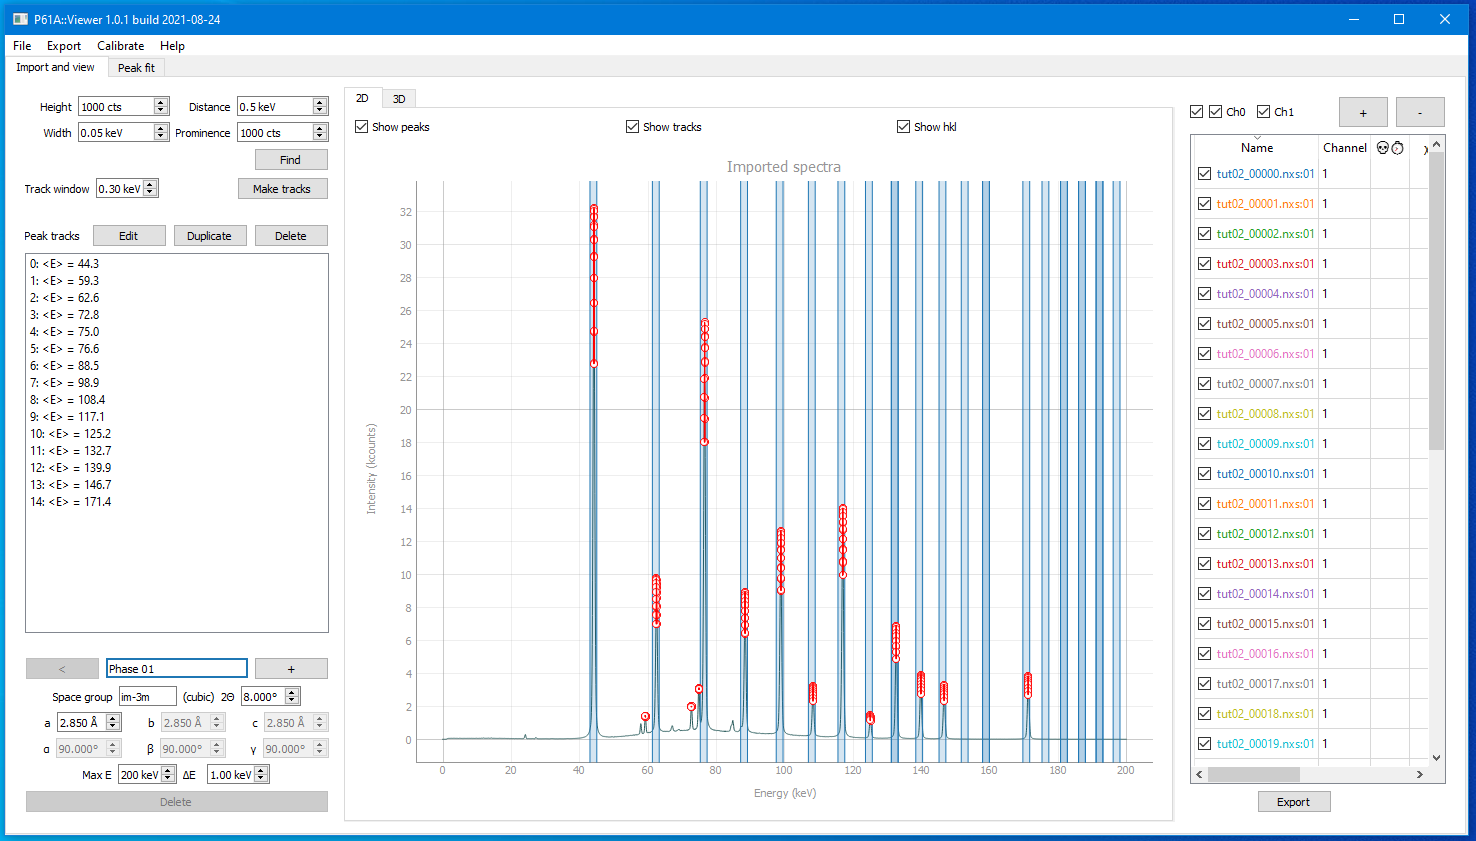 P61A::Viewer 1.0.1 build 2021-08-24
File Export Calibrate Help
Import and view Peak fit
Height 1000 cts Distance 0.5 keV
Width 0.05 keV Prominence 1000 cts
Find
Track window 0.30 keV Make tracks
Peak tracks Edit Duplicate Delete
0: <E> = 44.3
1: <E> = 59.3
2: <E> = 62.6
3: <E> = 72.8
4: <E> = 75.0
5: <E> = 76.6
6: <E> = 88.5
7: <E> = 98.9
8: <E> = 108.4
9: <E> = 117.1
10: <E> = 125.2
11: <E> = 132.7
12: <E> = 139.9
13: <E> = 146.7
14: <E> = 171.4
< Phase 01 +
Space group im-3m (cubic) 2Θ 8.000°
a 2.850 Å b 2.850 Å c 2.850 Å
α 90.000° β 90.000° γ 90.000°
Max E 200 keV ΔE 1.00 keV
Delete
2D 3D
Show peaks Show tracks Show hkl
Imported spectra
32
30
28
26
24
22
20
18
16
14
12
10
8
6
4
2
0
Intensity (kcounts)
0 20 40 60 80 100 120 140 160 180 200
Energy (keV)
Ch0 Ch1 + -
Name Channel
tut02_00000.nxs:01 1
tut02_00001.nxs:01 1
tut02_00002.nxs:01 1
tut02_00003.nxs:01 1
tut02_00004.nxs:01 1
tut02_00005.nxs:01 1
tut02_00006.nxs:01 1
tut02_00007.nxs:01 1
tut02_00008.nxs:01 1
tut02_00009.nxs:01 1
tut02_00010.nxs:01 1
tut02_00011.nxs:01 1
tut02_00012.nxs:01 1
tut02_00013.nxs:01 1
tut02_00014.nxs:01 1
tut02_00015.nxs:01 1
tut02_00016.nxs:01 1
tut02_00017.nxs:01 1
tut02_00018.nxs:01 1
tut02_00019.nxs:01 1
Export